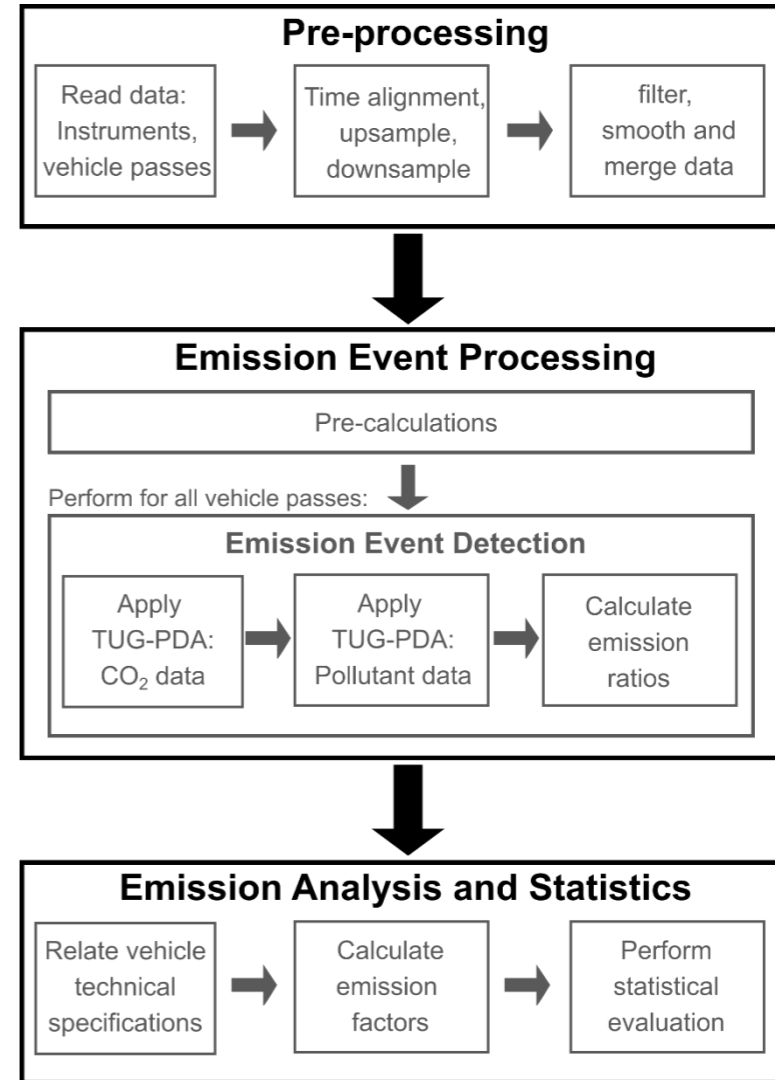 Pre-processing
Read data:
Instruments,
vehicle passes
Time alignment,
upsample,
downsample
filter,
smooth and
merge data
Emission Event Processing
Pre-calculations
Perform for all vehicle passes:
Emission Event Detection
Apply
TUG-PDA:
CO₂ data
Apply
TUG-PDA:
Pollutant data
Calculate
emission
ratios
Emission Analysis and Statistics
Relate vehicle
technical
specifications
Calculate
emission
factors
Perform
statistical
evaluation